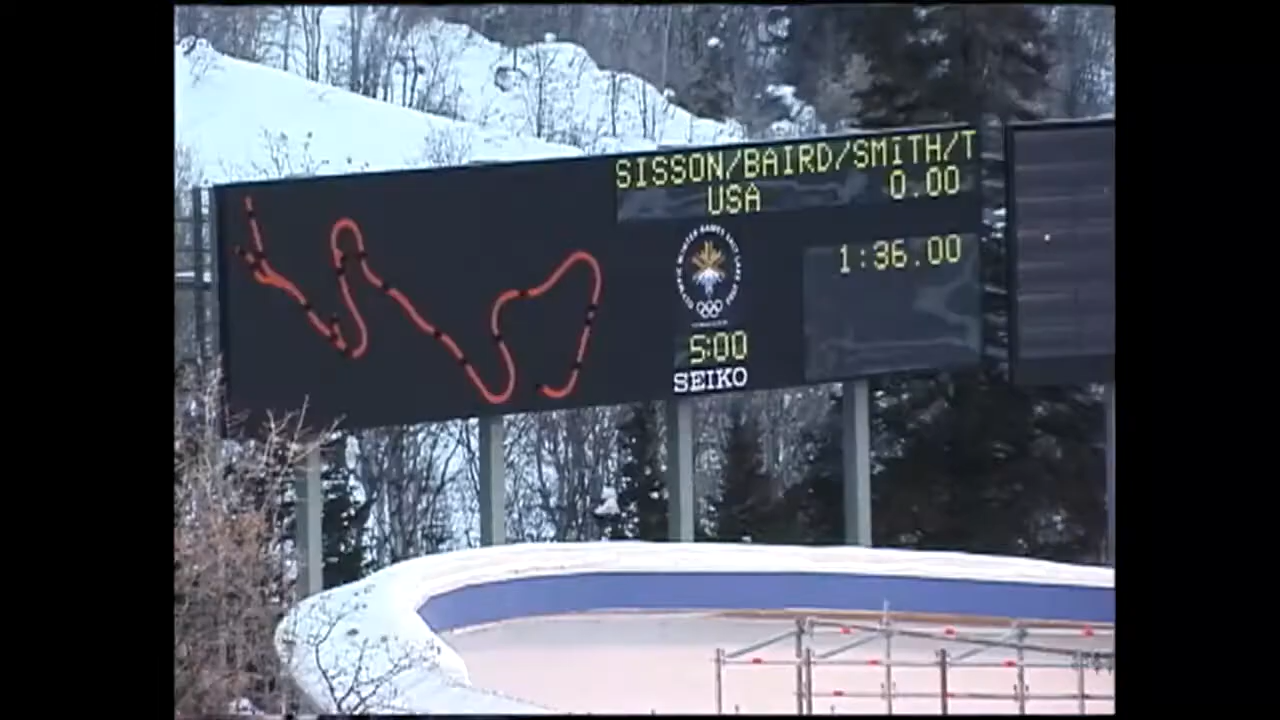 SISSON/BAIRD/SMITH/T
USA 0.00
1:36.00
5:00
SEIKO